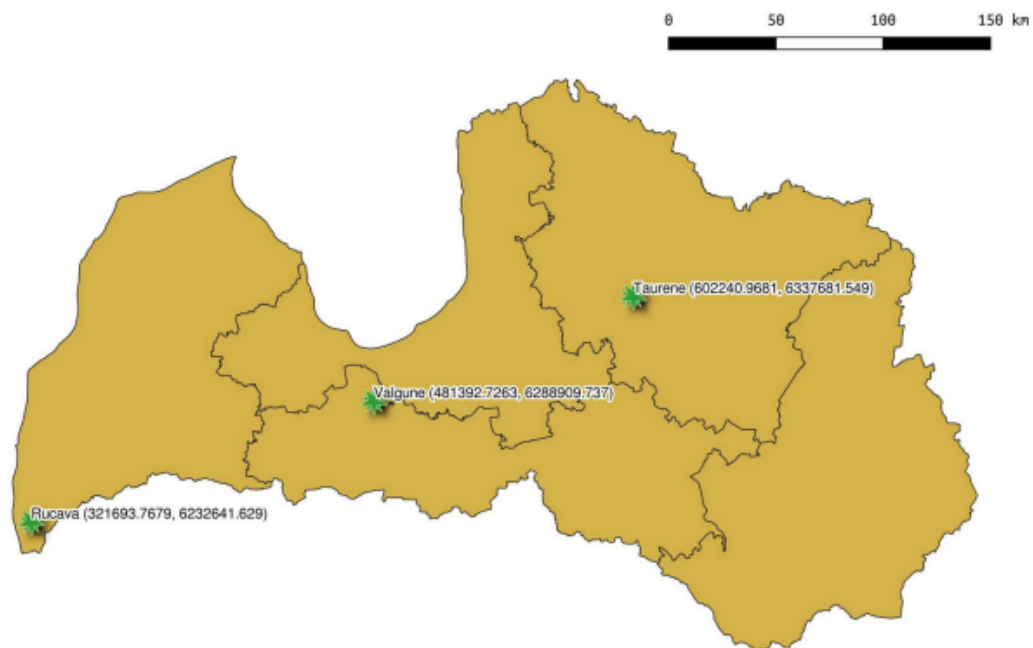 0 50 100 150 km
Taurene (602240.9681, 6337681.549)
Valgune (481392.7263, 6288909.737)
Rucava (321693.7679, 6232641.629)